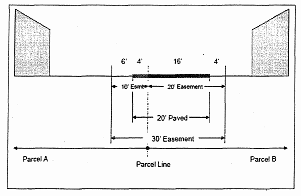 6' 4' 16' 4'
10' Esmt 20' Easement
20' Paved
30' Easement
Parcel A Parcel B
Parcel Line